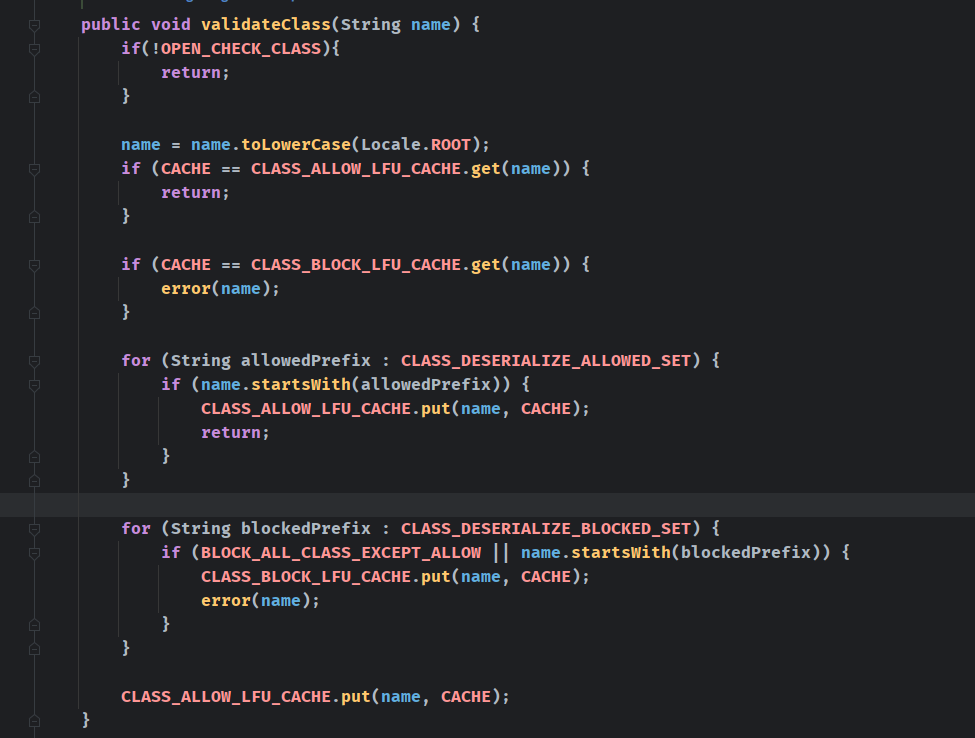 public void validateClass(String name) {
    if(!OPEN_CHECK_CLASS){
        return;
    }

    name = name.toLowerCase(Locale.ROOT);
    if (CACHE == CLASS_ALLOW_LFU_CACHE.get(name)) {
        return;
    }

    if (CACHE == CLASS_BLOCK_LFU_CACHE.get(name)) {
        error(name);
    }

    for (String allowedPrefix : CLASS_DESERIALIZE_ALLOWED_SET) {
        if (name.startsWith(allowedPrefix)) {
            CLASS_ALLOW_LFU_CACHE.put(name, CACHE);
            return;
        }
    }

    for (String blockedPrefix : CLASS_DESERIALIZE_BLOCKED_SET) {
        if (BLOCK_ALL_CLASS_EXCEPT_ALLOW || name.startsWith(blockedPrefix)) {
            CLASS_BLOCK_LFU_CACHE.put(name, CACHE);
            error(name);
        }
    }

    CLASS_ALLOW_LFU_CACHE.put(name, CACHE);
}